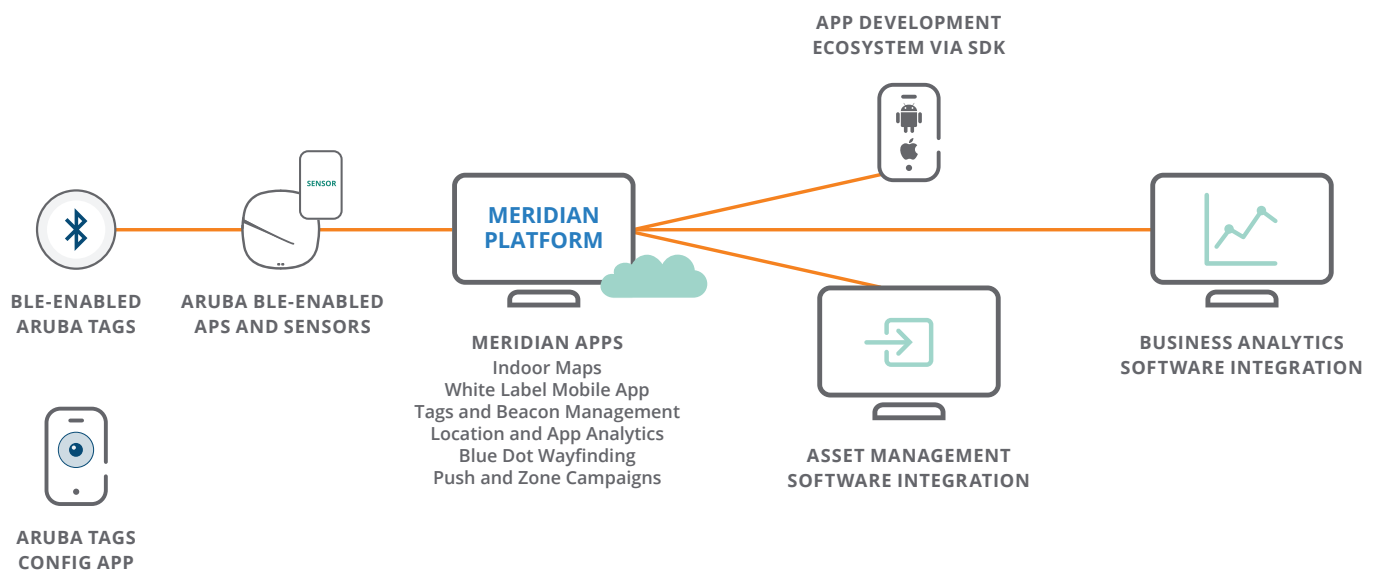 APP DEVELOPMENT
ECOSYSTEM VIA SDK
SENSOR
MERIDIAN
PLATFORM
BLE-ENABLED
ARUBA TAGS
ARUBA BLE-ENABLED
APS AND SENSORS
MERIDIAN APPS
Indoor Maps
White Label Mobile App
Tags and Beacon Management
Location and App Analytics
Blue Dot Wayfinding
Push and Zone Campaigns
BUSINESS ANALYTICS
SOFTWARE INTEGRATION
ASSET MANAGEMENT
SOFTWARE INTEGRATION
ARUBA TAGS
CONFIG APP